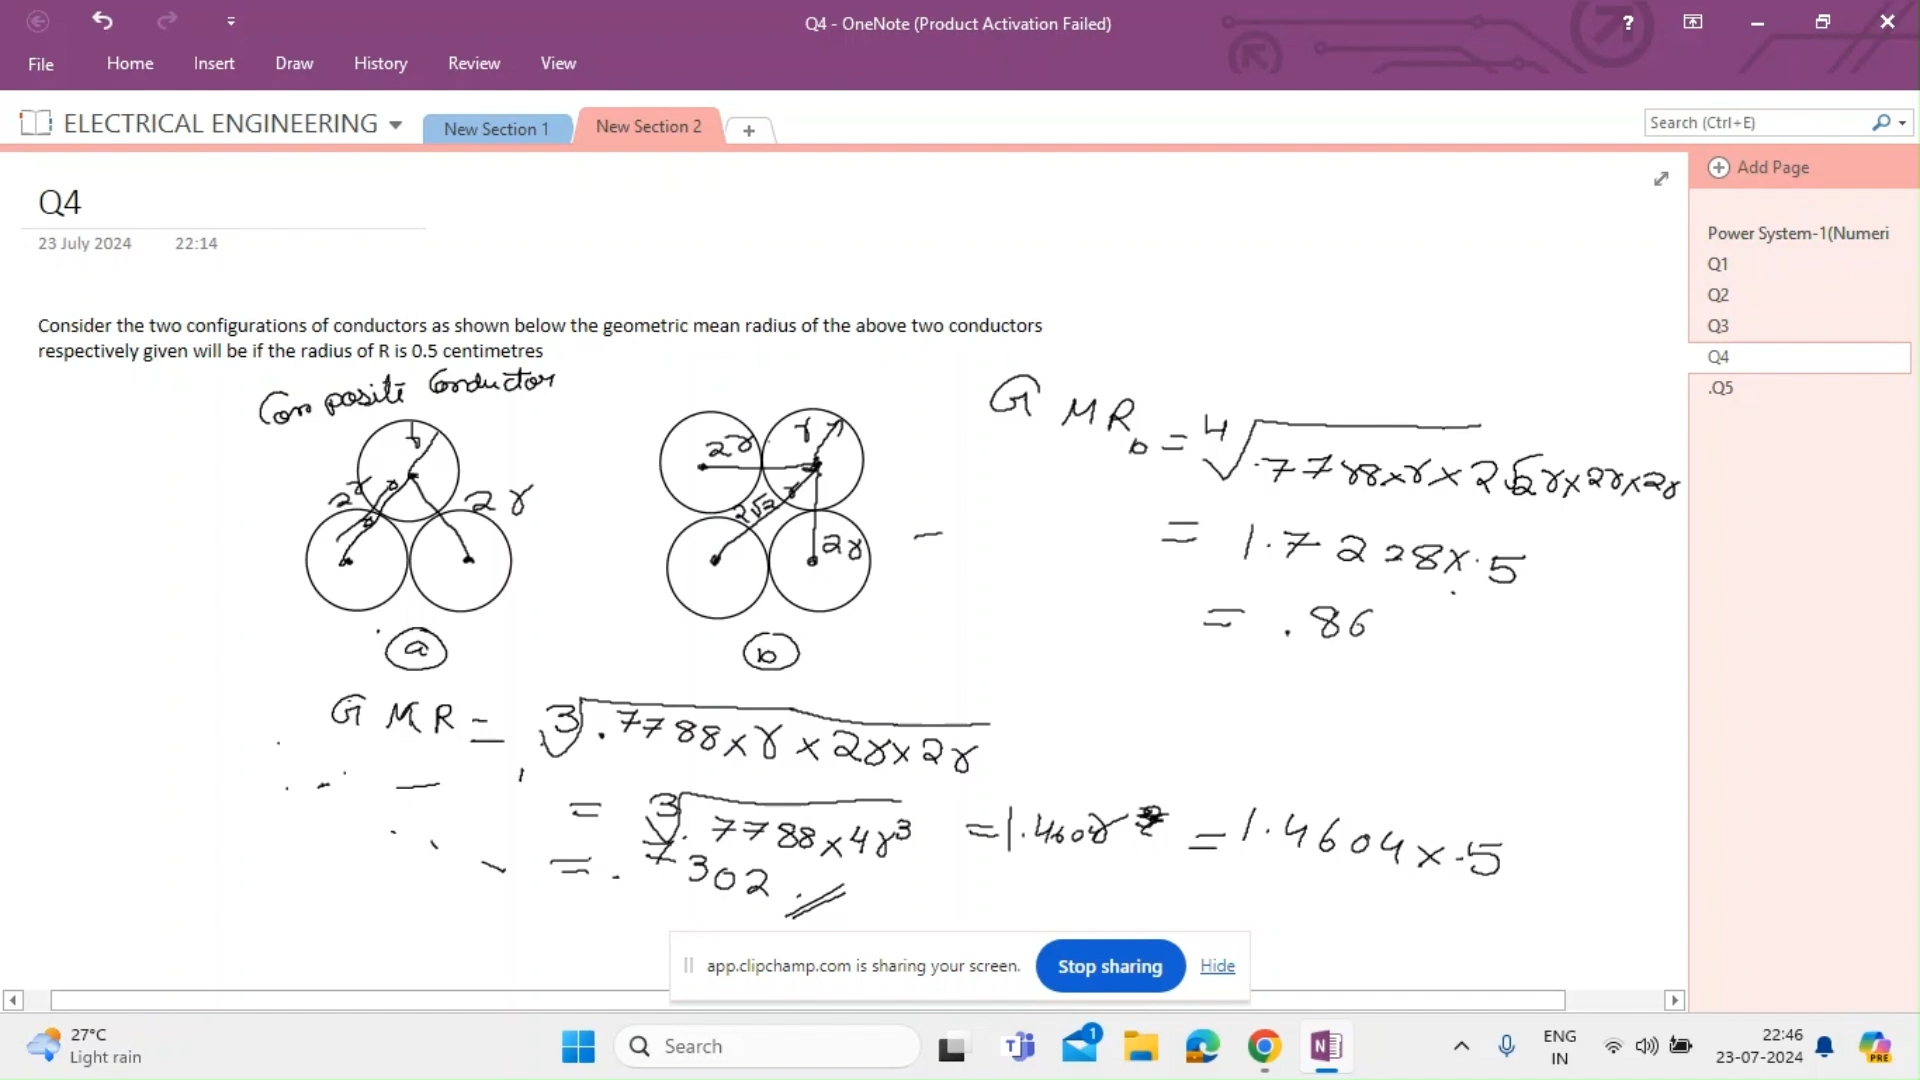 Q4 - OneNote (Product Activation Failed)
?
File Home Insert Draw History Review View
ELECTRICAL ENGINEERING New Section 1 New Section 2 +
Search (Ctrl+E)
Add Page
Q4
23 July 2024 22:14
Power System-1(Numeri
Q1
Q2
Q3
Q4
.Q5
Consider the two configurations of conductors as shown below the geometric mean radius of the above two conductors
respectively given will be if the radius of R is 0.5 centimetres
Composite Conductor
r
2r 2r
a
2r r
2√2 r
2r
b
GMR_b = ⁴√.7788×r×2√2r×2r×2r
= 1.7228×.5
= .86
GMR = ³√.7788×r×2r×2r
= ³√.7788×4r³ = 1.4604r = 1.4604×.5
= .7302
app.clipchamp.com is sharing your screen. Stop sharing Hide
27°C
Light rain
Search
1
ENG
IN
22:46
23-07-2024
PRE